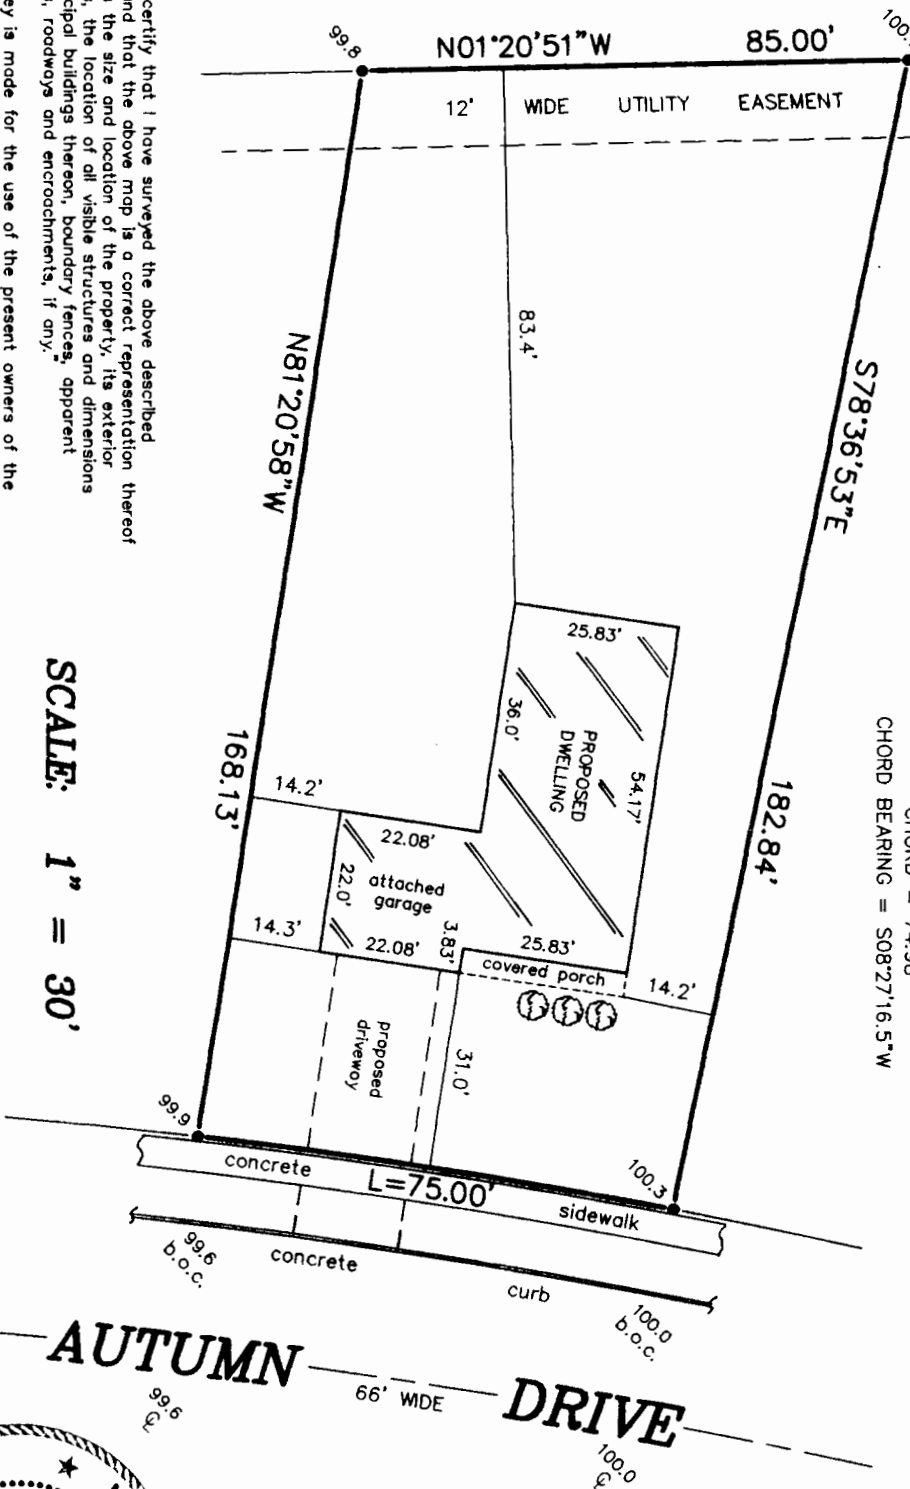 99.8
N01°20'51"W
85.00'
100.
12' WIDE UTILITY EASEMENT
83.4'
N81°20'58"W
168.13'
S78°36'53"E
182.84'
CHORD BEARING = S08°27'16.5"W
certify that I have surveyed the above described
nd that the above map is a correct representation thereof
the size and location of the property, its exterior
, the location of all visible structures and dimensions
cipal buildings thereon, boundary fences, apparent
, roadways and encroachments, if any."
ey is made for the use of the present owners of the
SCALE: 1" = 30'
25.83'
36.0'
PROPOSED
DWELLING
54.17'
14.2'
22.08'
attached
garage
22.0'
14.3'
22.08'
3.83'
25.83'
covered porch
14.2'
proposed
driveway
31.0'
99.9
100.3
concrete
L=75.00'
sidewalk
99.6
b.o.c.
concrete
curb
100.0
b.o.c.
AUTUMN DRIVE
66' WIDE
99.6
℄
100.0
℄